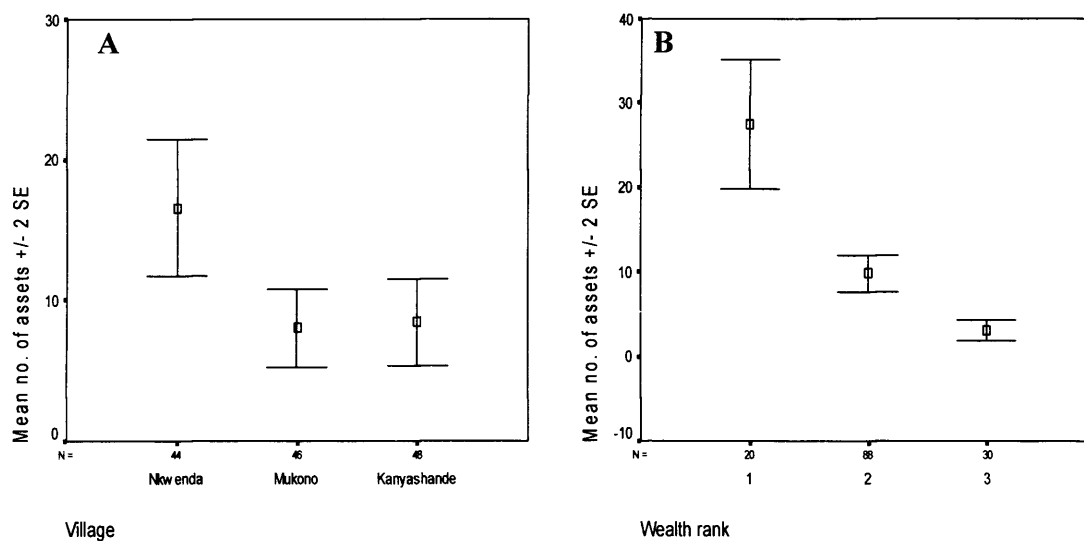 A
Mean no. of assets +/- 2 SE
30
20
10
0
N =
44
46
48
Nkwenda
Mukono
Kanyashande
Village
B
Mean no. of assets +/- 2 SE
40
30
20
10
0
-10
N =
20
88
30
1
2
3
Wealth rank